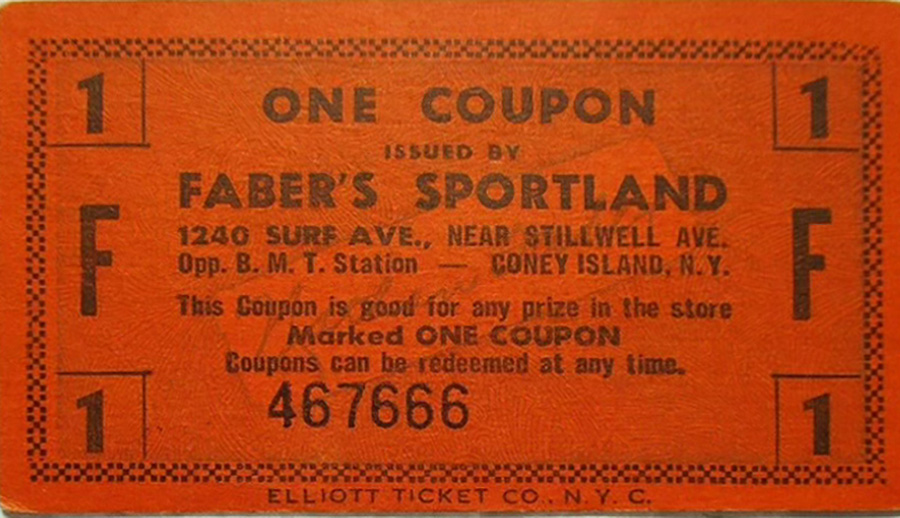 1 1
ONE COUPON
ISSUED BY
FABER'S SPORTLAND
F F
1240 SURF AVE., NEAR STILLWELL AVE.
Opp. B. M. T. Station — CONEY ISLAND, N.Y.
This Coupon is good for any prize in the store
Marked ONE COUPON
Coupons can be redeemed at any time.
1 1
467666
ELLIOTT TICKET CO., N. Y. C.